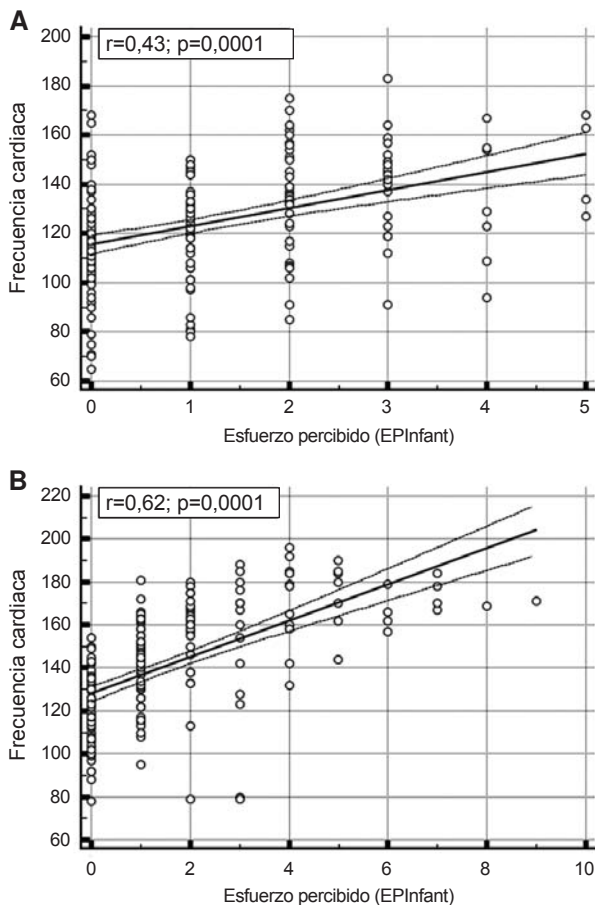 A
r=0,43; p=0,0001
Frecuencia cardiaca
200
180
160
140
120
100
80
60
0 1 2 3 4 5
Esfuerzo percibido (EPInfant)
B
r=0,62; p=0,0001
Frecuencia cardiaca
220
200
180
160
140
120
100
80
60
0 2 4 6 8 10
Esfuerzo percibido (EPInfant)